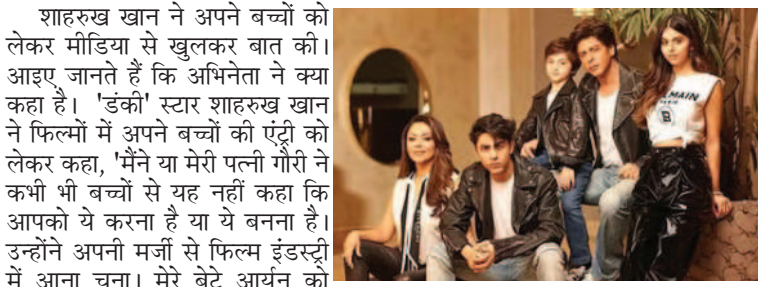 शाहरुख खान ने अपने बच्चों को
लेकर मीडिया से खुलकर बात की।
आइए जानते हैं कि अभिनेता ने क्या
कहा है। 'डंकी' स्टार शाहरुख खान
ने फिल्मों में अपने बच्चों की एंट्री को
लेकर कहा, 'मैंने या मेरी पत्नी गौरी ने
कभी भी बच्चों से यह नहीं कहा कि
आपको ये करना है या ये बनना है।
उन्होंने अपनी मर्जी से फिल्म इंडस्ट्री
में आना चुना। मेरे बेटे आर्यन को
B